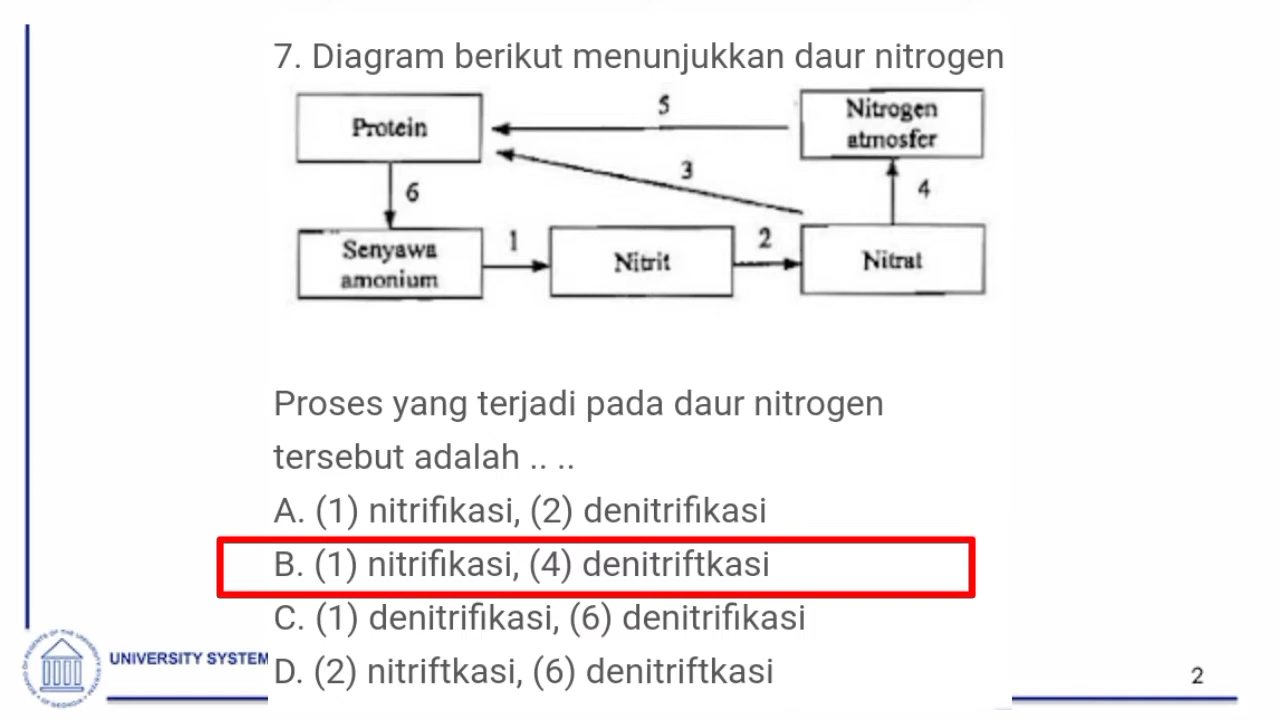 7. Diagram berikut menunjukkan daur nitrogen
Protein
5
Nitrogen
atmosfer
3
6
4
Senyawa
amonium
1
Nitrit
2
Nitrat
Proses yang terjadi pada daur nitrogen
tersebut adalah .. ..
A. (1) nitrifikasi, (2) denitrifikasi
B. (1) nitrifikasi, (4) denitriftkasi
C. (1) denitrifikasi, (6) denitrifikasi
D. (2) nitriftkasi, (6) denitriftkasi
UNIVERSITY SYSTEM
2